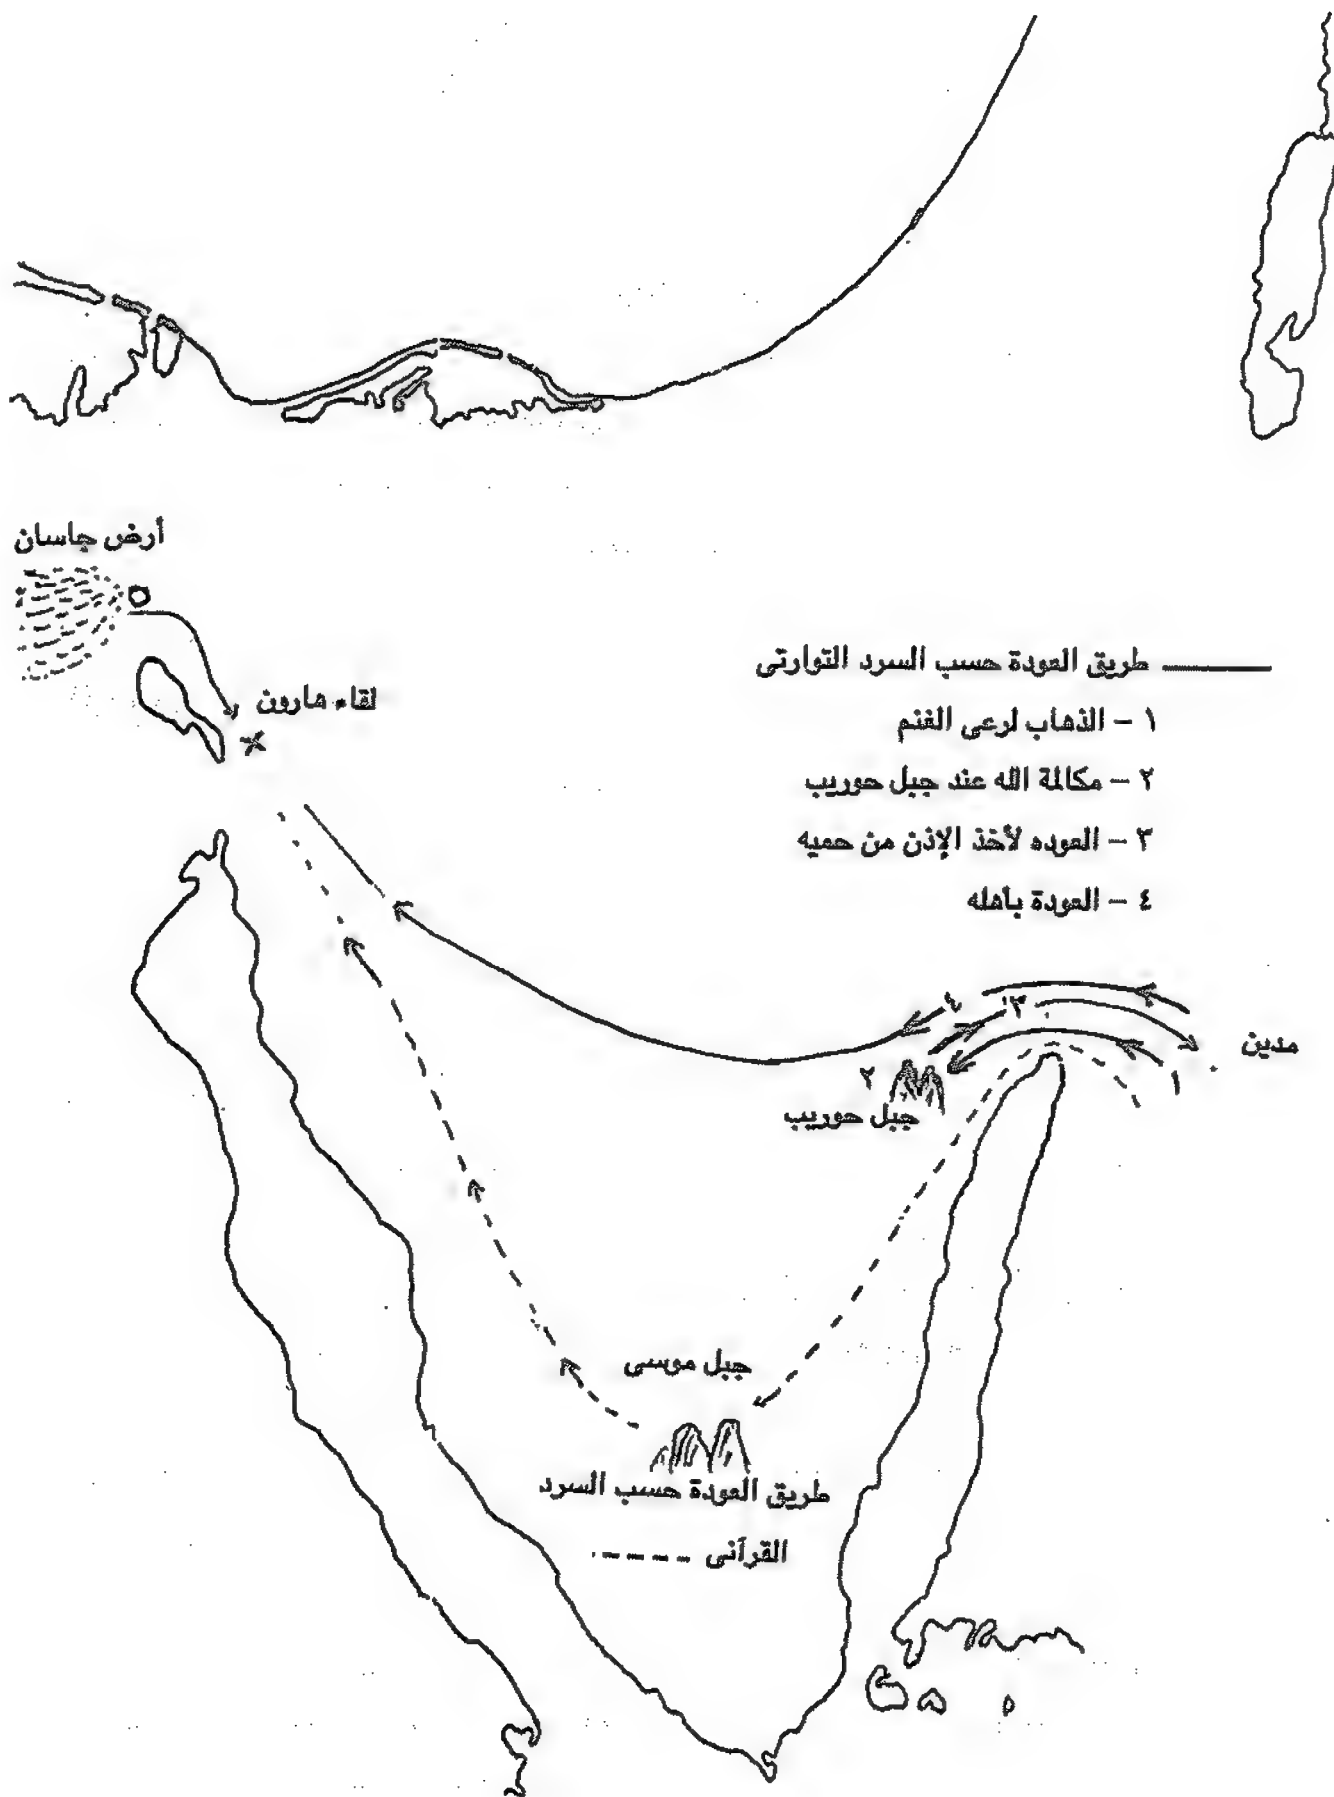 أرض جاسان
لقاء هارون
طريق العودة حسب السرد التوارتى
١ – الذهاب لرعى الغنم
٢ – مكالمة الله عند جبل حوريب
٣ – العوده لأخذ الإذن من حميه
٤ – العودة بأهله
٤
٣
مدين
١
٢
جبل حوريب
جبل موسى
طريق العودة حسب السرد
القرآنى